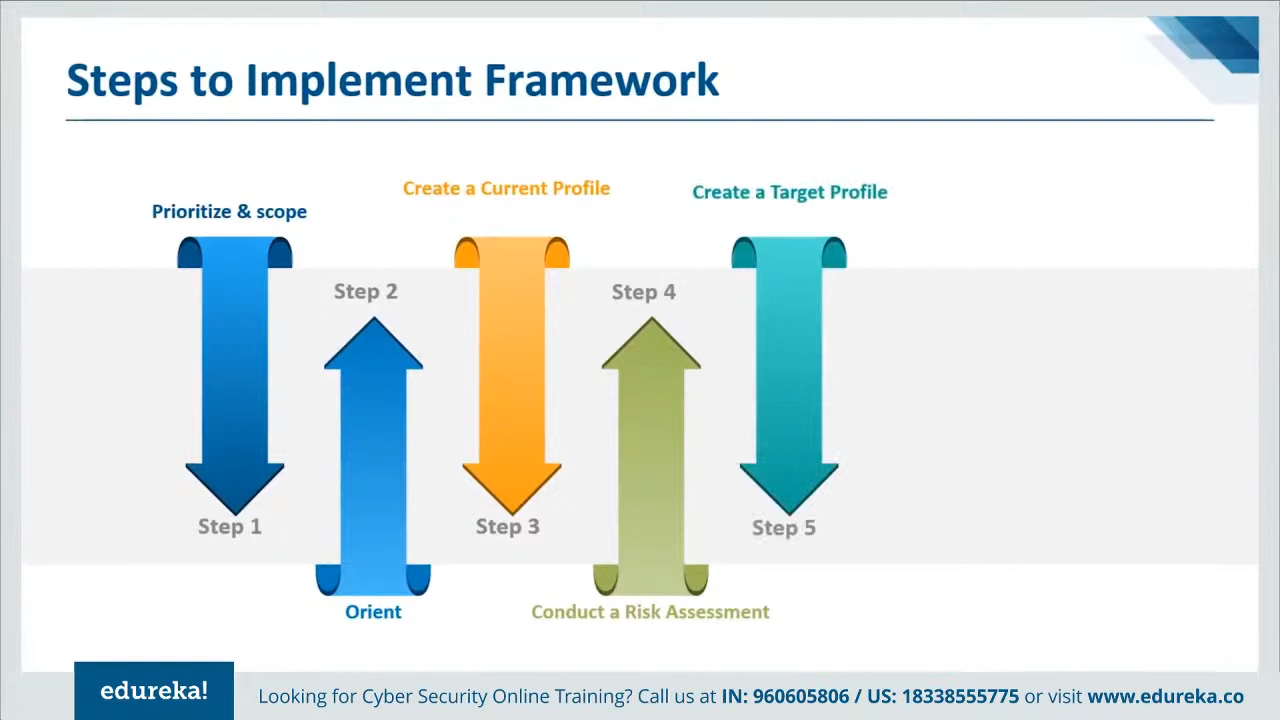 Steps to Implement Framework
Prioritize & scope
Create a Current Profile
Create a Target Profile
Step 2
Step 4
Step 1
Step 3
Step 5
Orient
Conduct a Risk Assessment
edureka!
Looking for Cyber Security Online Training? Call us at IN: 960605806 / US: 18338555775 or visit www.edureka.co